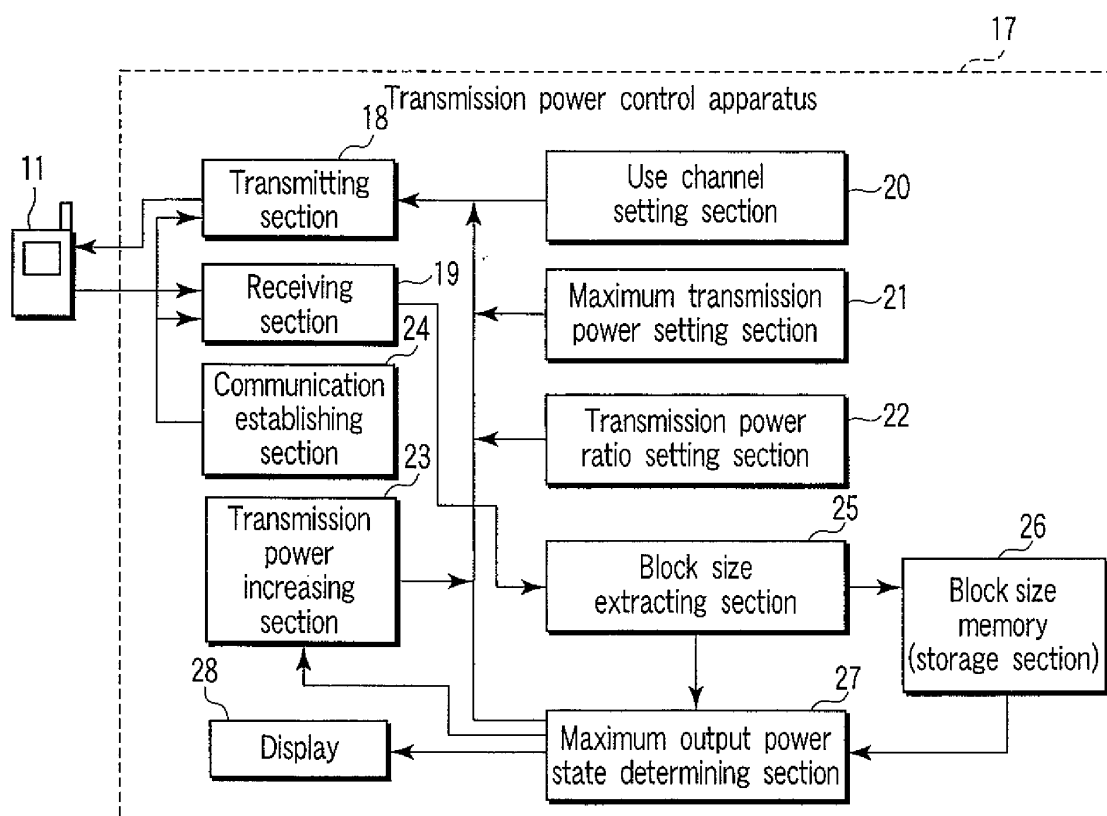 17
Transmission power control apparatus
18
11
Transmitting
section
Use channel
setting section
20
19
Receiving
section
Maximum transmission
power setting section
21
24
Communication
establishing
section
Transmission power
ratio setting section
22
23
Transmission
power
increasing
section
25
Block size
extracting section
26
Block size
memory
(storage section)
28
Display
27
Maximum output power
state determining section